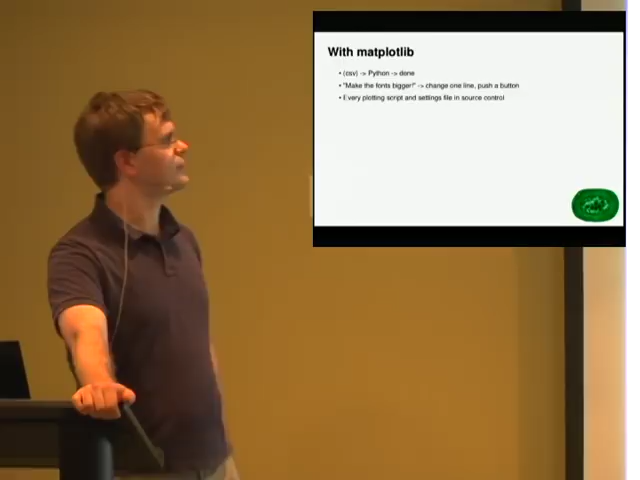 With matplotlib
• (csv) -> Python -> done
• "Make the fonts bigger!" -> change one line, push a button
• Every plotting script and settings file in source control